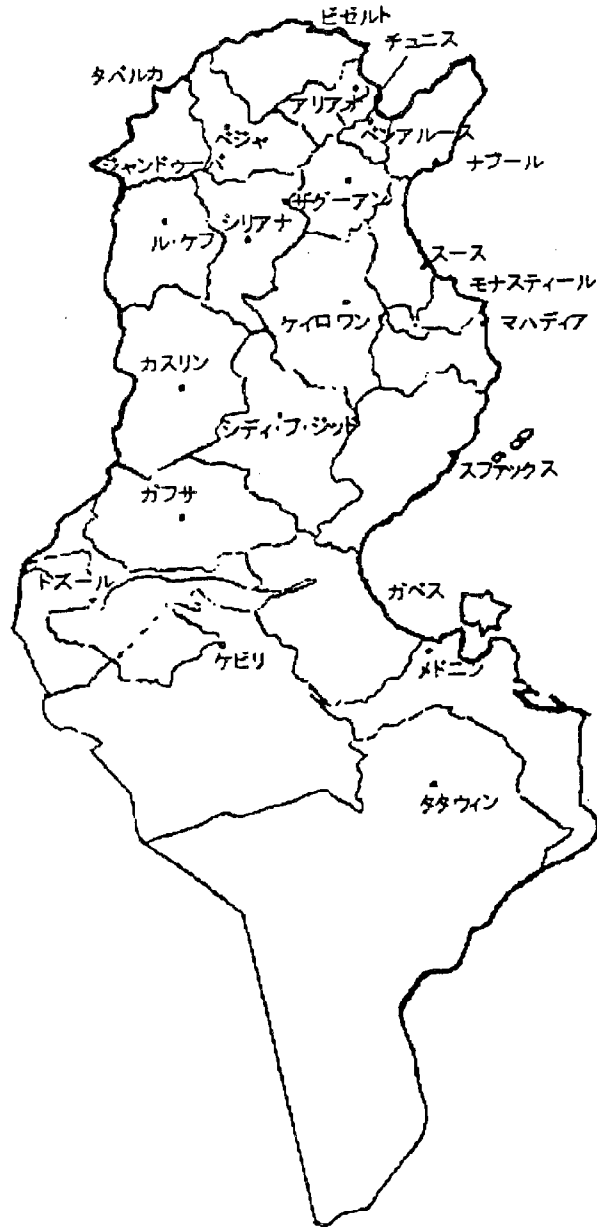 ビゼルト
チュニス
タバルカ
アリアナ
ベジャ
ベンアルース
ナブール
ジャンドゥーバ
ザグーアン
シリアナ
ル・ケフ
スース
モナスティール
マハディア
ケイロワン
カスリン
シディ・ブ・ジッド
スファックス
ガフサ
トズール
ガベス
ケビリ
メドニン
タタウィン